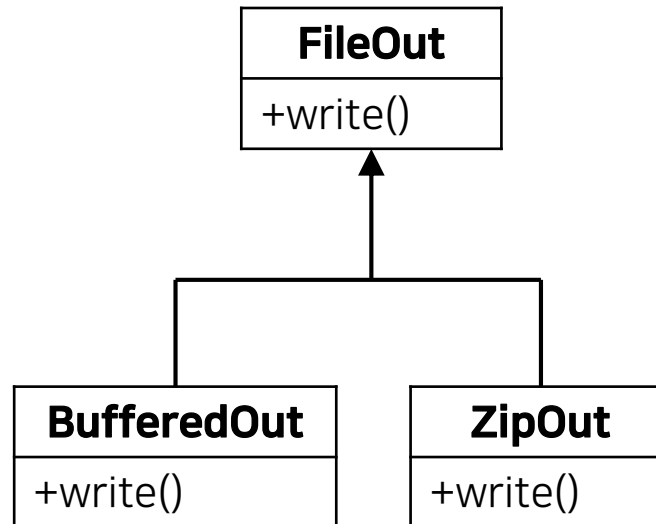 FileOut
+write()
BufferedOut
+write()
ZipOut
+write()